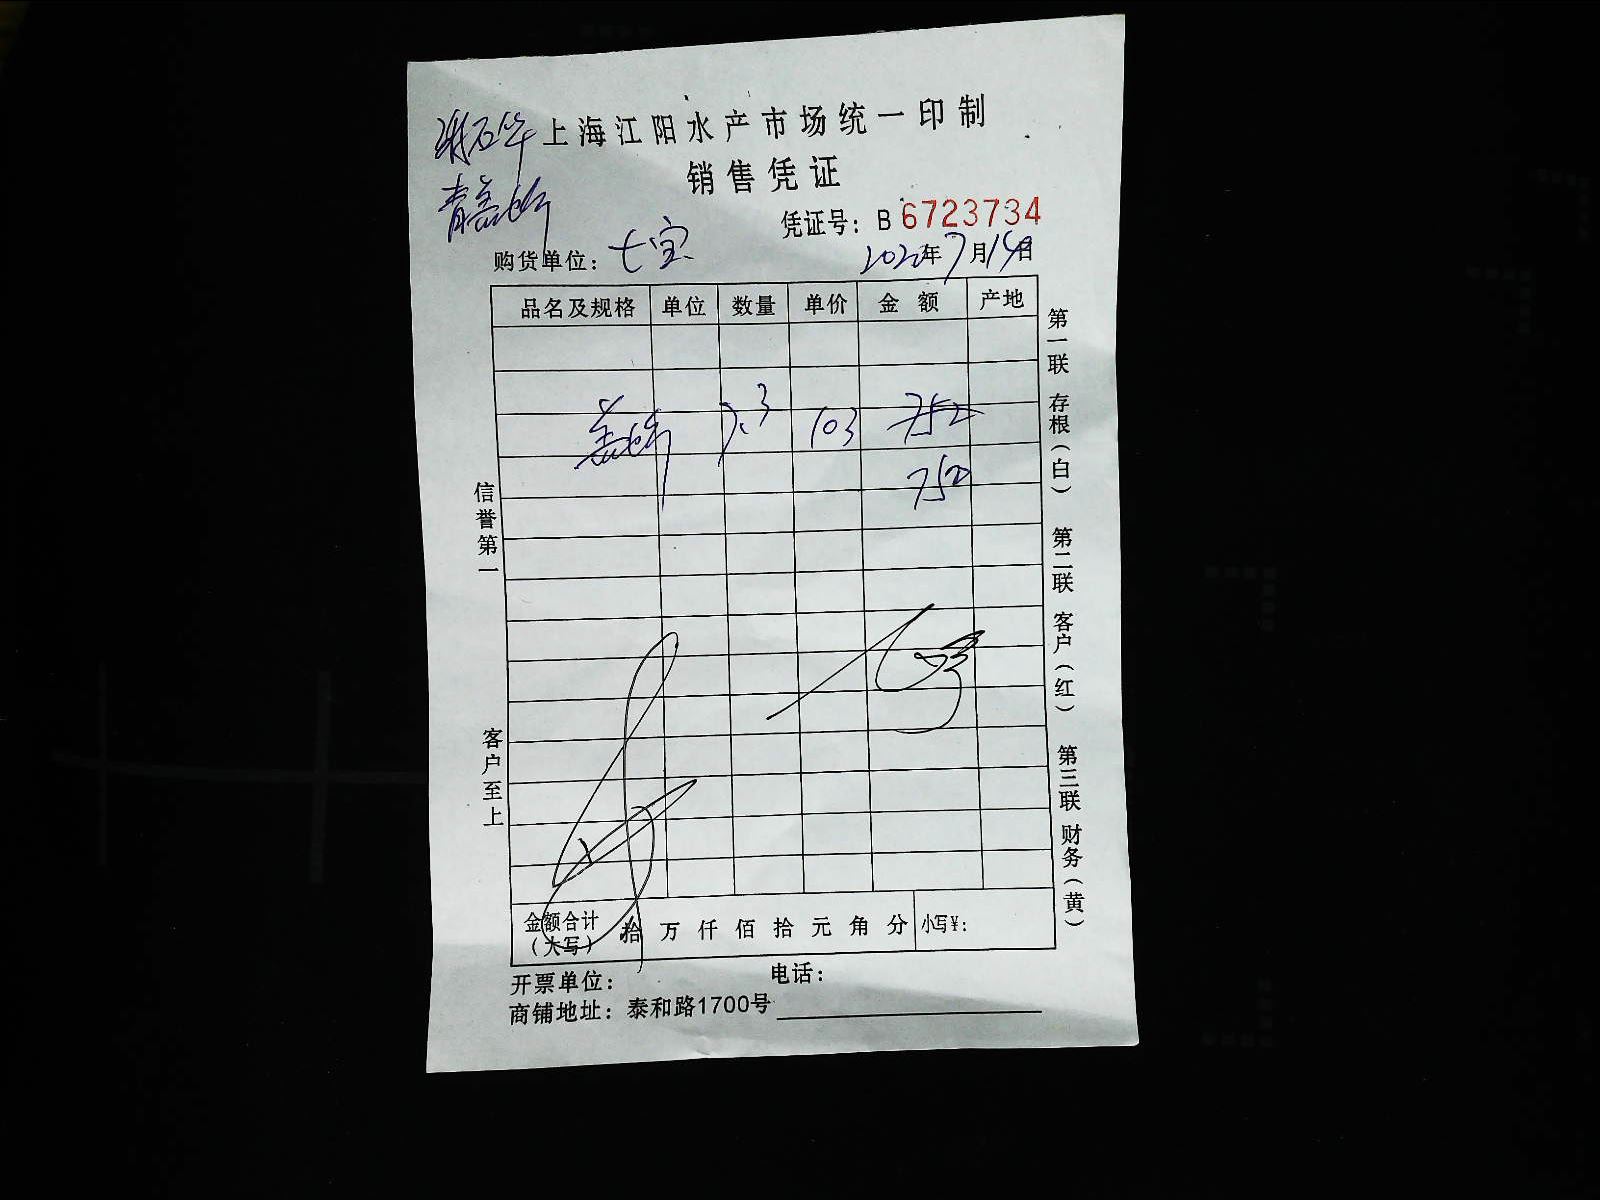 上海江阳水产市场统一印制
销售凭证
凭证号：B 6723734
购货单位：七宝
2020年7月19日
品名及规格 单位 数量 单价 金额 产地
7.3 103 752
750
信誉第一
客户至上
第一联 存根（白）
第二联 客户（红）
第三联 财务（黄）
金额合计（大写） 拾 万 仟 佰 拾 元 角 分 小写¥：
开票单位： 电话：
商铺地址：泰和路1700号